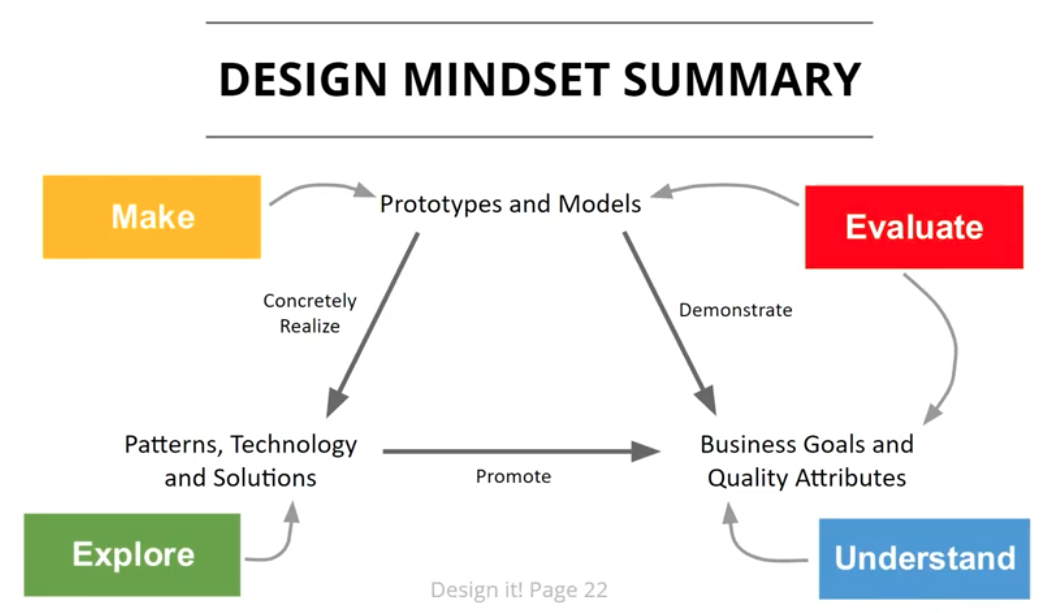 DESIGN MINDSET SUMMARY
Make
Prototypes and Models
Evaluate
Concretely
Realize
Demonstrate
Patterns, Technology
and Solutions
Promote
Business Goals and
Quality Attributes
Explore
Understand
Design it! Page 22